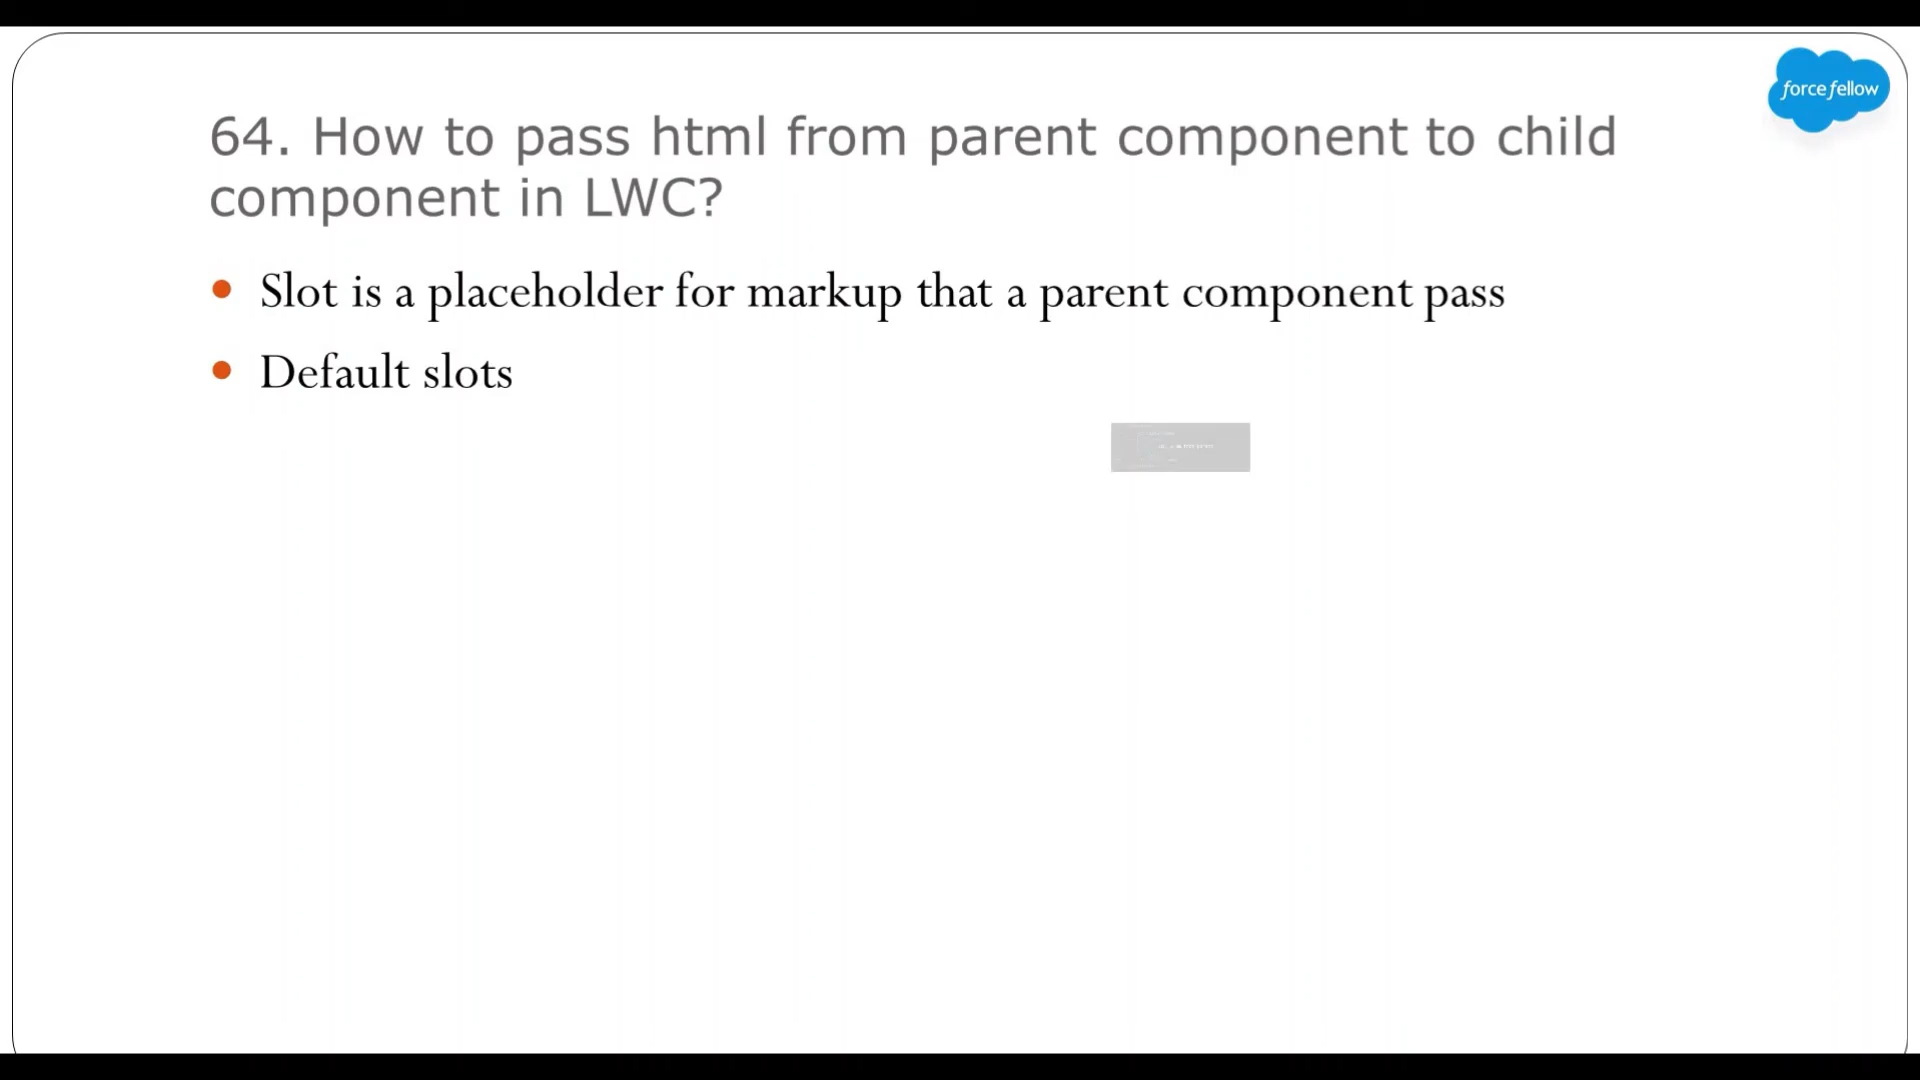 force fellow
64. How to pass html from parent component to child
component in LWC?
Slot is a placeholder for markup that a parent component pass
Default slots